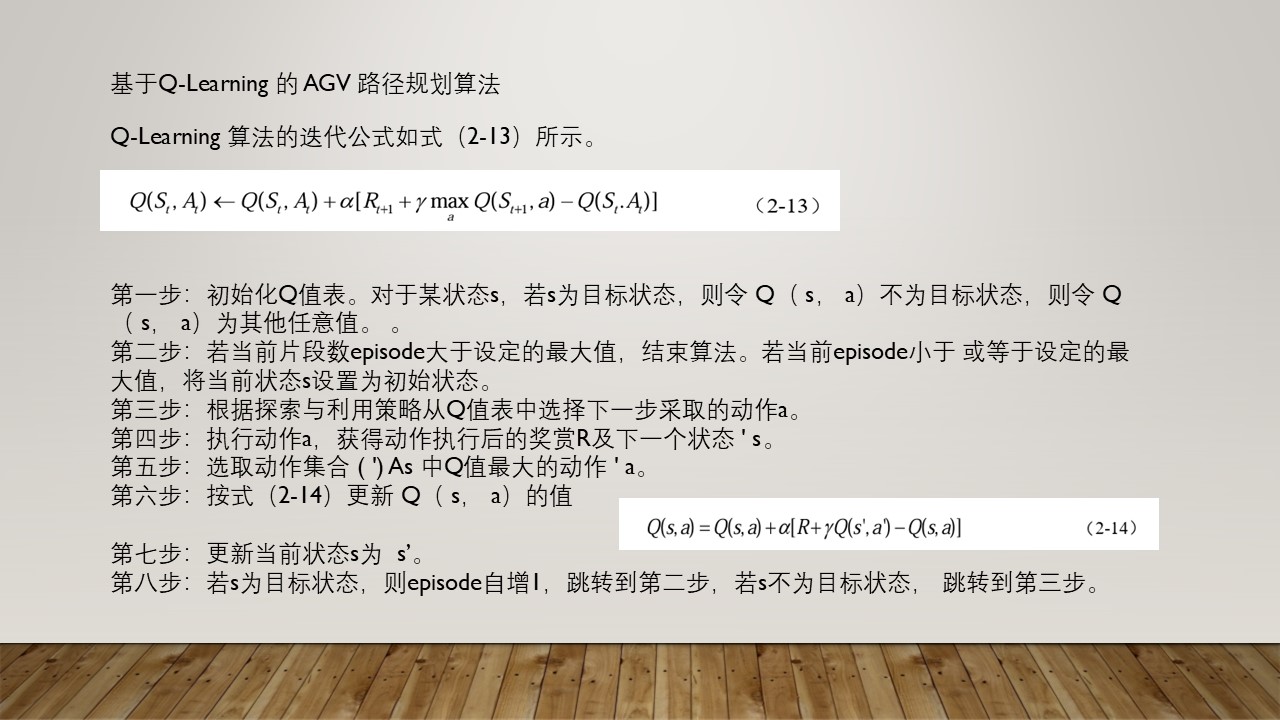 基于Q-Learning 的 AGV 路径规划算法
Q-Learning 算法的迭代公式如式（2-13）所示。
Q(Sₜ, Aₜ) ← Q(Sₜ, Aₜ) + α[Rₜ₊₁ + γ max Q(Sₜ₊₁, a) − Q(Sₜ.Aₜ)] （2-13）
a
第一步：初始化Q值表。对于某状态s，若s为目标状态，则令 Q（ s， a）不为目标状态，则令 Q
（ s， a）为其他任意值。 。
第二步：若当前片段数episode大于设定的最大值，结束算法。若当前episode小于 或等于设定的最
大值，将当前状态s设置为初始状态。
第三步：根据探索与利用策略从Q值表中选择下一步采取的动作a。
第四步：执行动作a，获得动作执行后的奖赏R及下一个状态 ' s。
第五步：选取动作集合 ( ') As 中Q值最大的动作 ' a。
第六步：按式（2-14）更新 Q（ s， a）的值
Q(s,a) = Q(s,a) + α[R + γQ(s',a') − Q(s,a)] （2-14）
第七步：更新当前状态s为 s’。
第八步：若s为目标状态，则episode自增1，跳转到第二步，若s不为目标状态， 跳转到第三步。